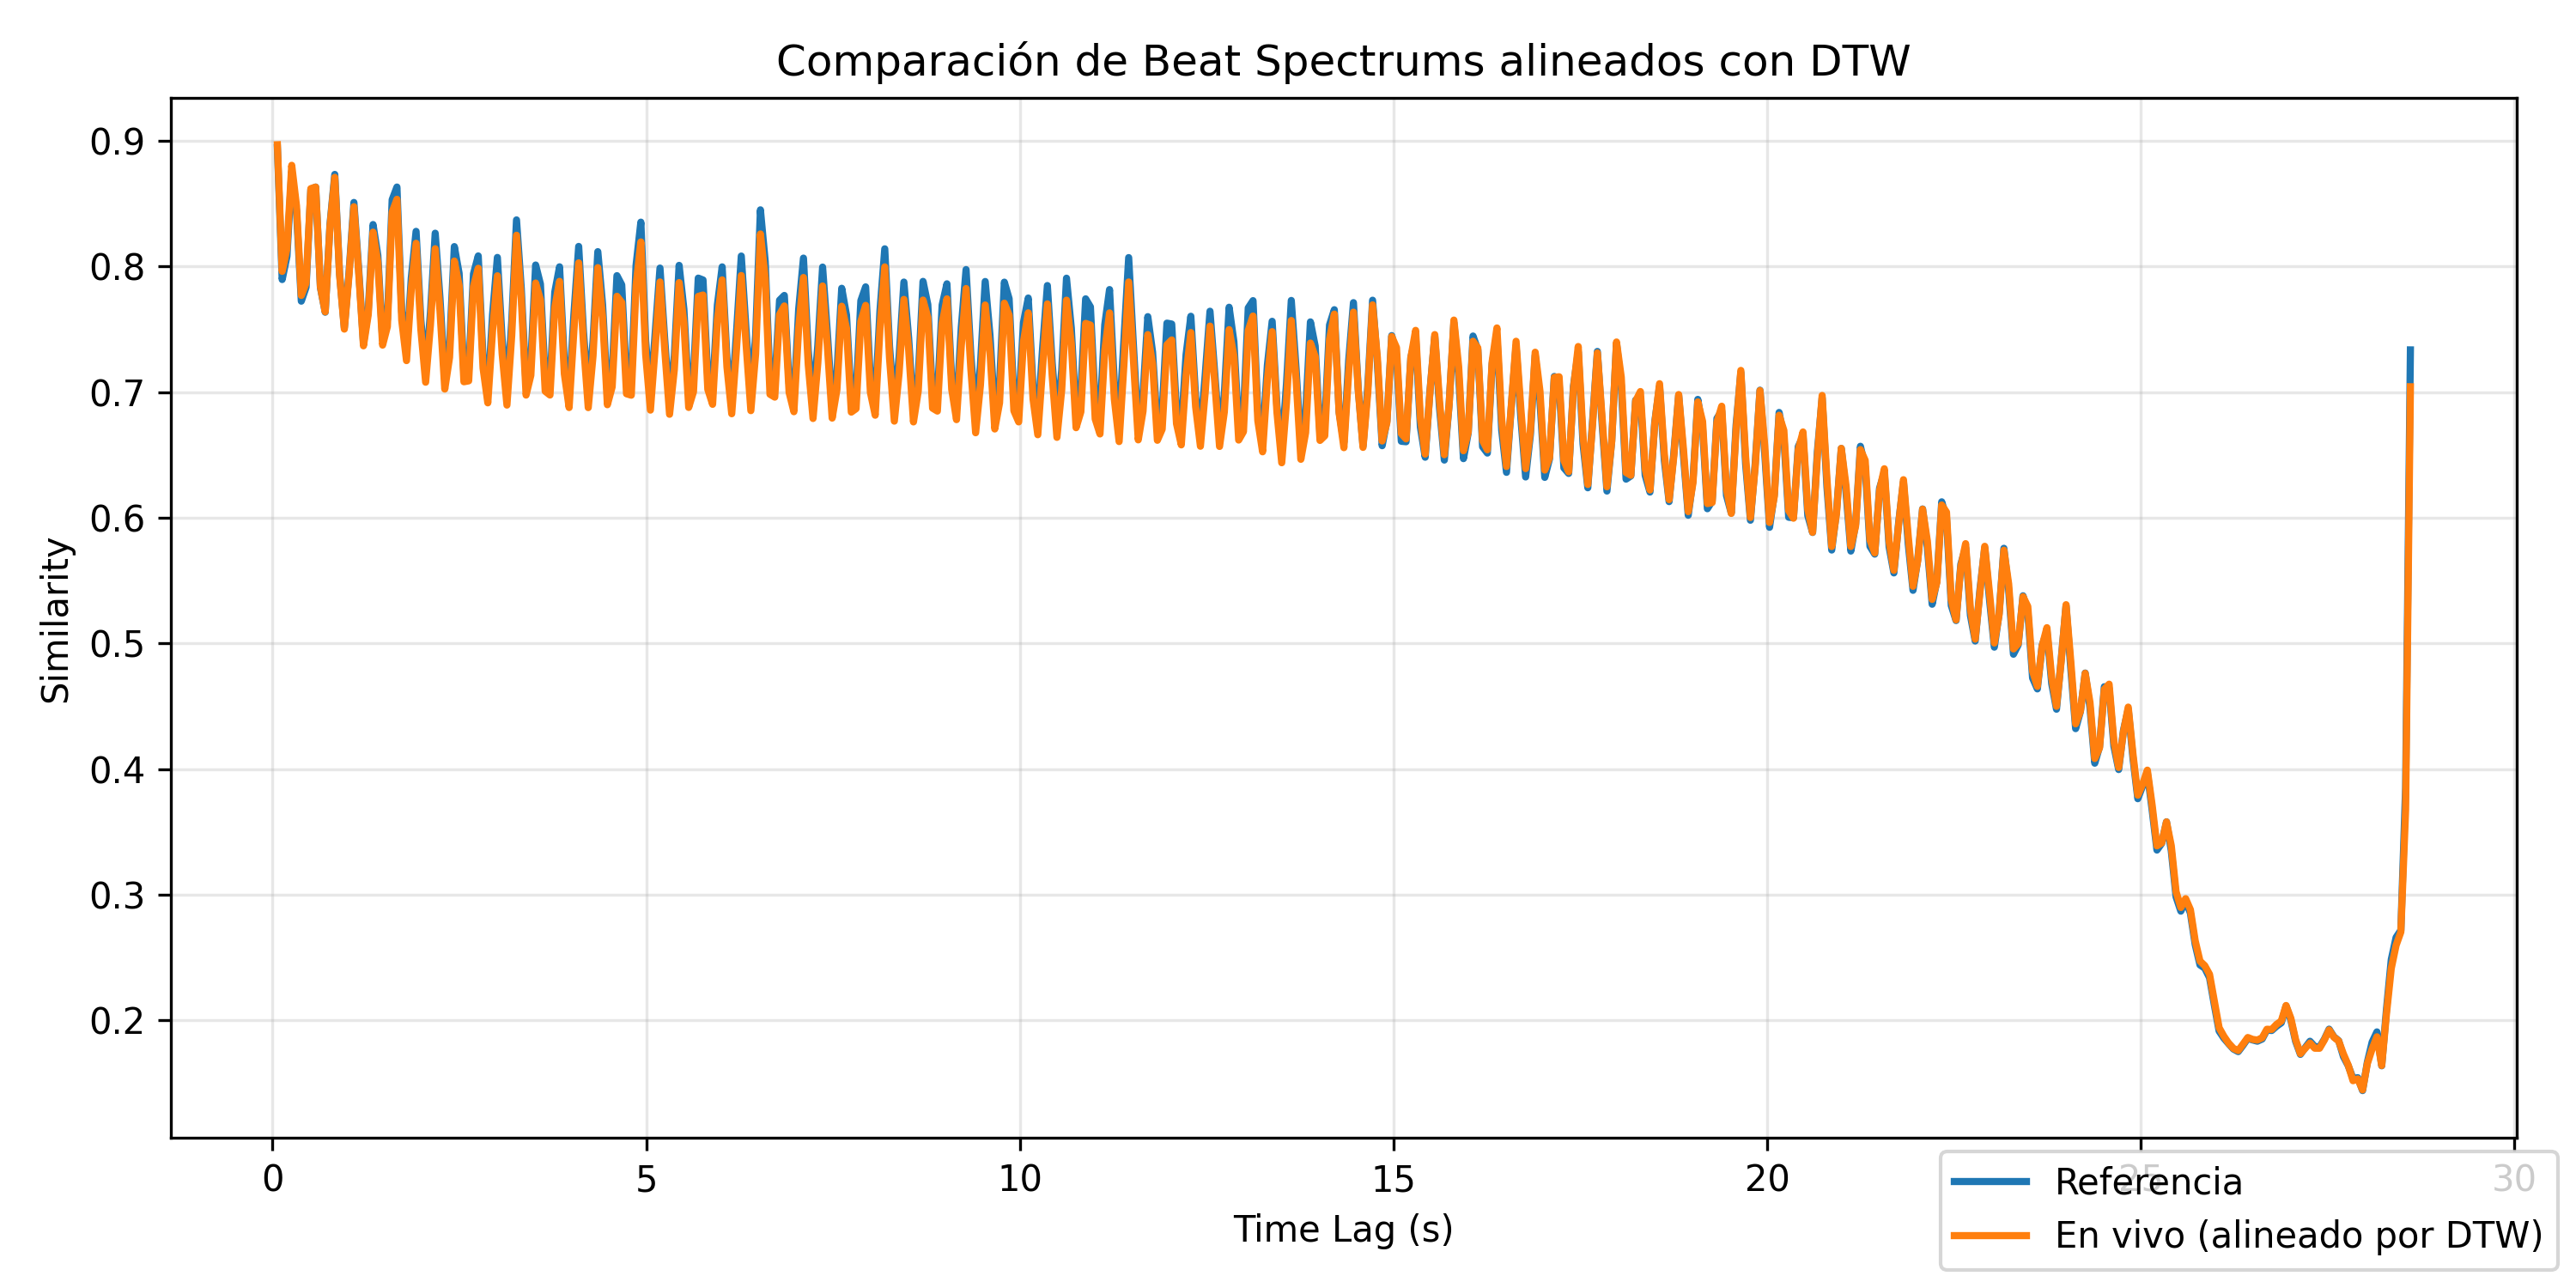 Comparación de Beat Spectrums alineados con DTW
0.9
0.8
0.7
0.6
0.5
0.4
0.3
0.2
Similarity
0 5 10 15 20 25 30
Time Lag (s)
Referencia
En vivo (alineado por DTW)